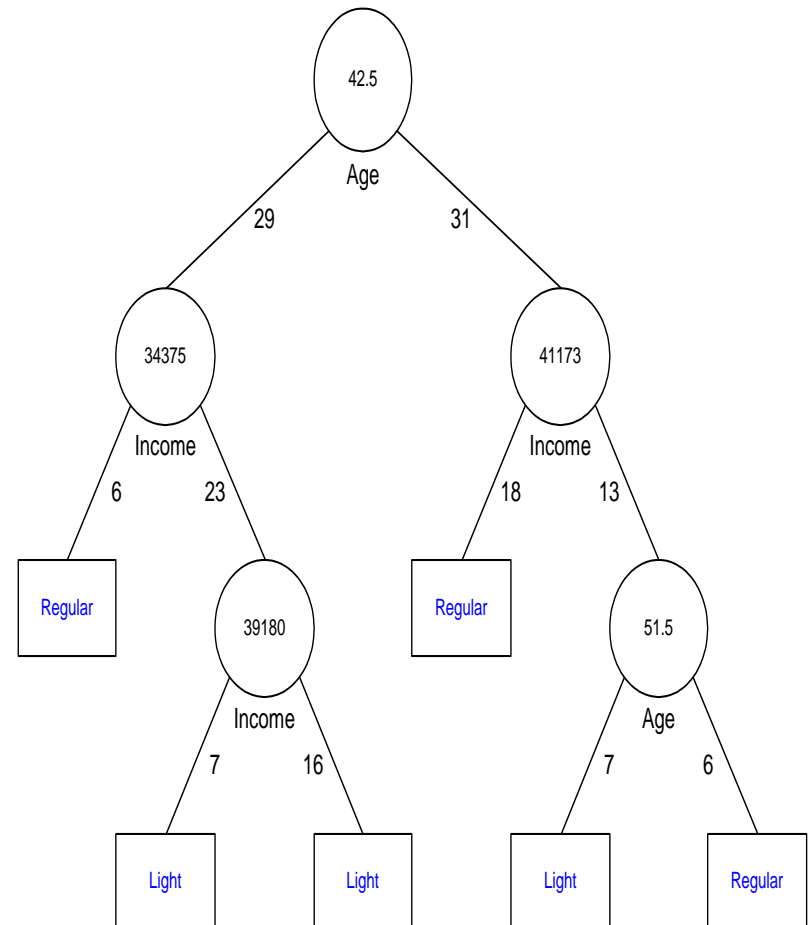 42.5
Age
29 31
34375 41173
Income Income
6 23 18 13
Regular 39180 Regular 51.5
Income Age
7 16 7 6
Light Light Light Regular